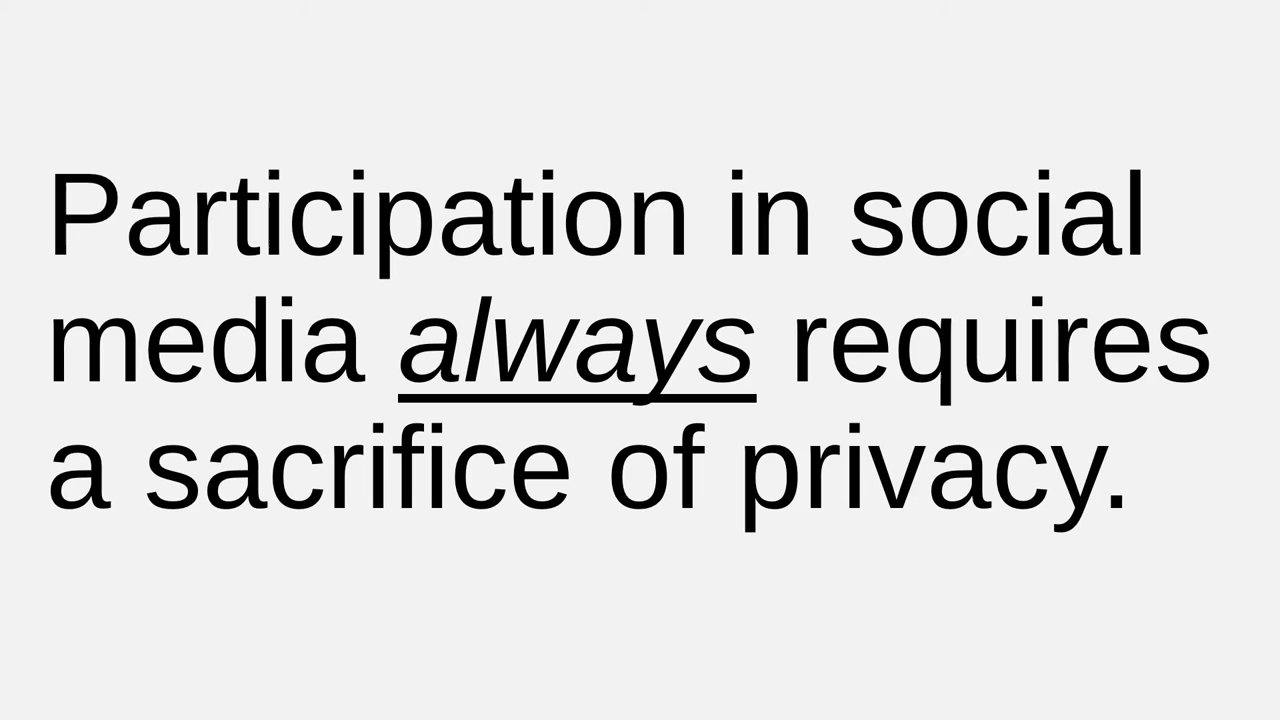 Participation in social
media always requires
a sacrifice of privacy.